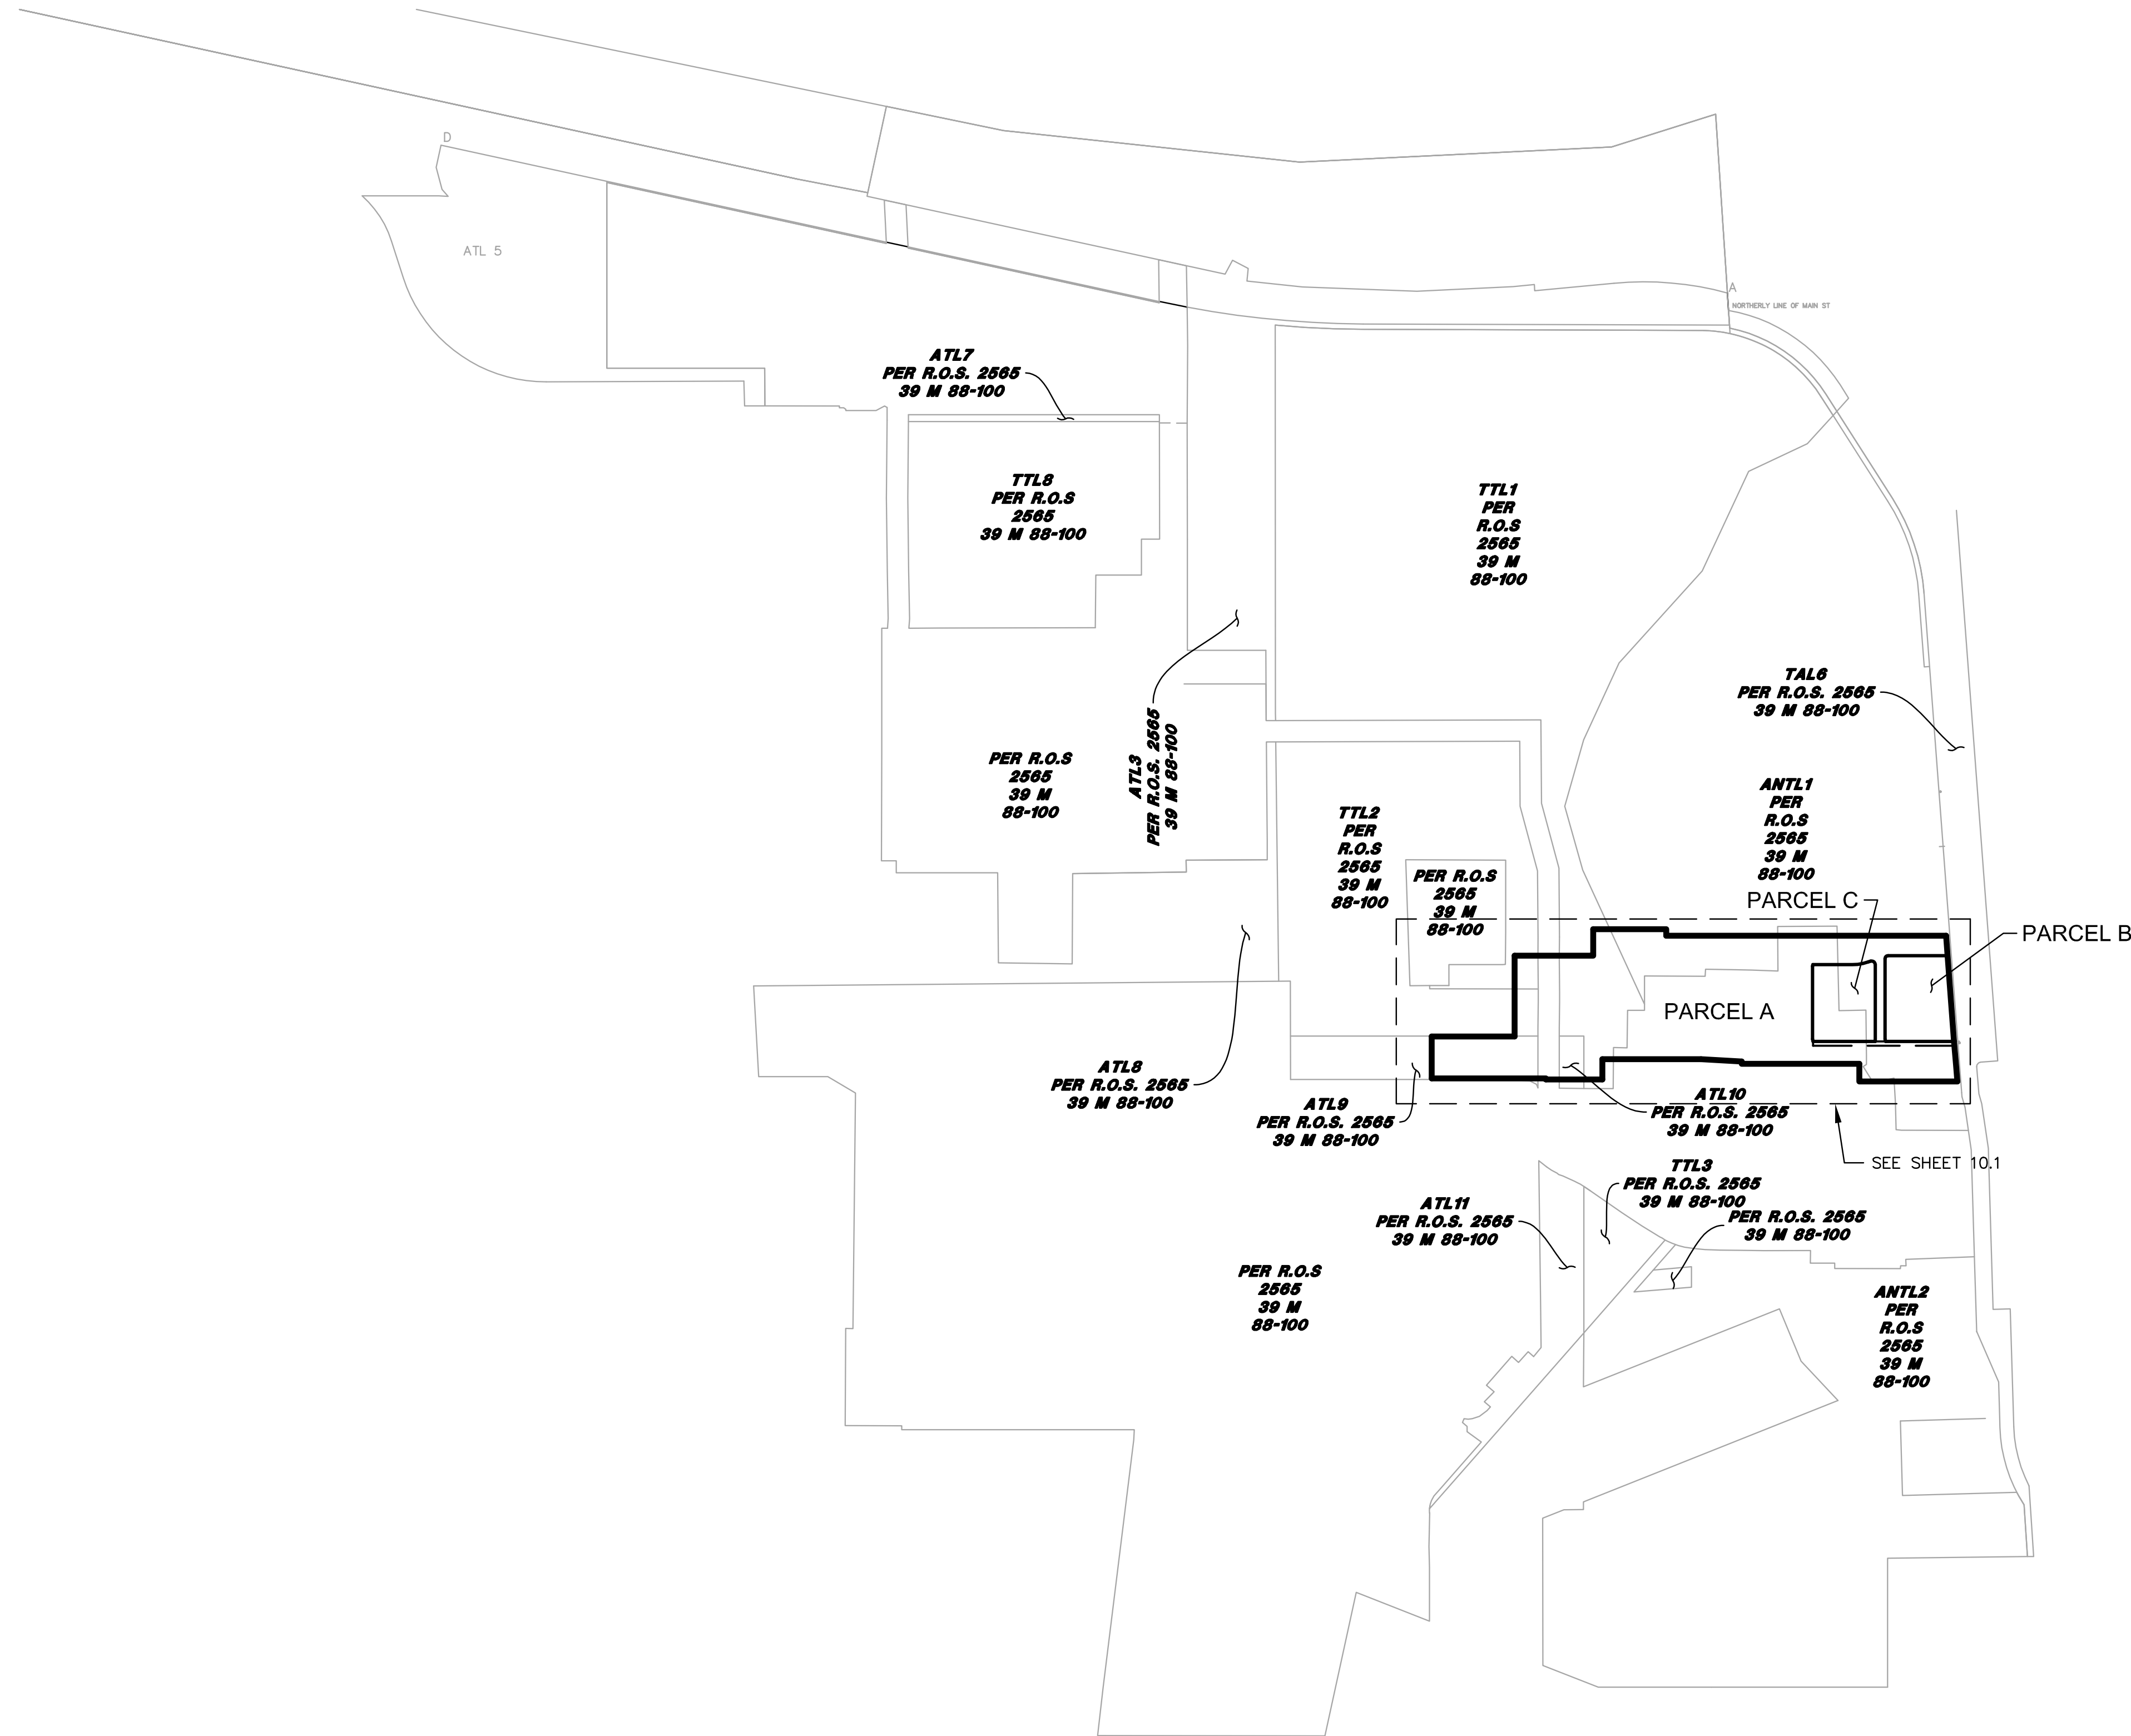 D
ATL 5
A
NORTHERLY LINE OF MAIN ST
ATL7
PER R.O.S. 2565
39 M 88-100
TTL8
PER R.O.S
2565
39 M 88-100
TTL1
PER
R.O.S
2565
39 M
88-100
TAL6
PER R.O.S. 2565
39 M 88-100
ATL3
PER R.O.S. 2565
39 M 88-100
PER R.O.S
2565
39 M
88-100
TTL2
PER
R.O.S
2565
39 M
88-100
PER R.O.S
2565
39 M
88-100
ANTL1
PER
R.O.S
2565
39 M
88-100
PARCEL C
PARCEL B
PARCEL A
ATL8
PER R.O.S. 2565
39 M 88-100
ATL9
PER R.O.S. 2565
39 M 88-100
ATL10
PER R.O.S. 2565
39 M 88-100
SEE SHEET 10.1
TTL3
PER R.O.S. 2565
39 M 88-100
ATL11
PER R.O.S. 2565
39 M 88-100
PER R.O.S. 2565
39 M 88-100
PER R.O.S
2565
39 M
88-100
ANTL2
PER
R.O.S
2565
39 M
88-100